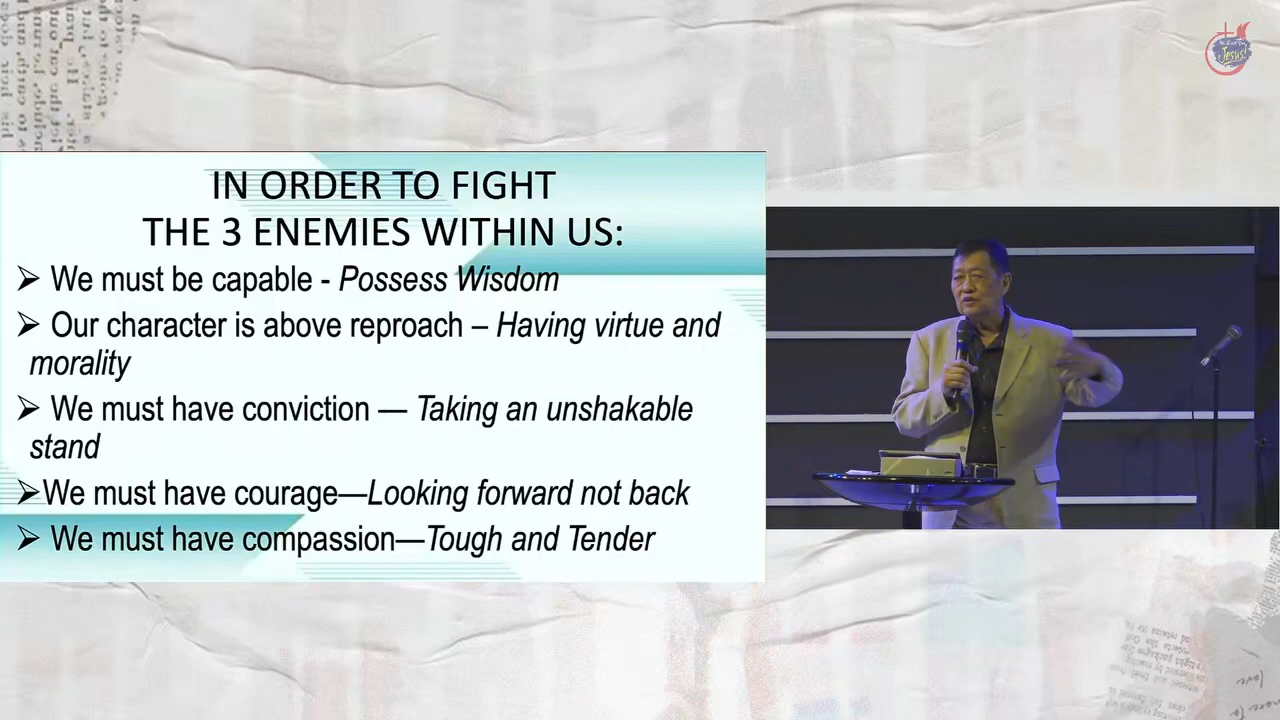 IN ORDER TO FIGHT
THE 3 ENEMIES WITHIN US:
➢ We must be capable - Possess Wisdom
➢ Our character is above reproach – Having virtue and
morality
➢ We must have conviction — Taking an unshakable
stand
➢We must have courage—Looking forward not back
➢ We must have compassion—Tough and Tender
Jesus!